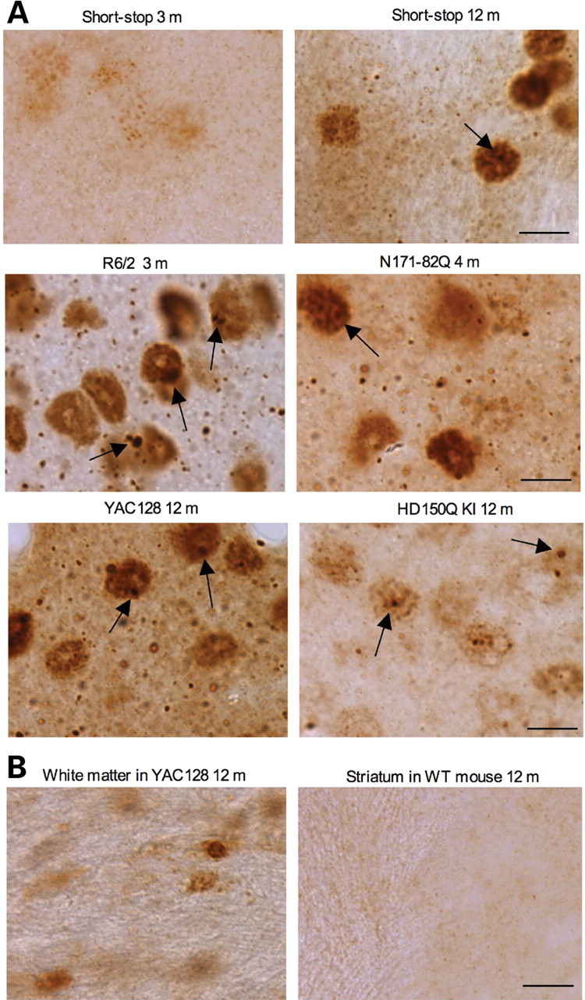 A
Short-stop 3 m
Short-stop 12 m
R6/2 3 m
N171-82Q 4 m
YAC128 12 m
HD150Q KI 12 m
B
White matter in YAC128 12 m
Striatum in WT mouse 12 m